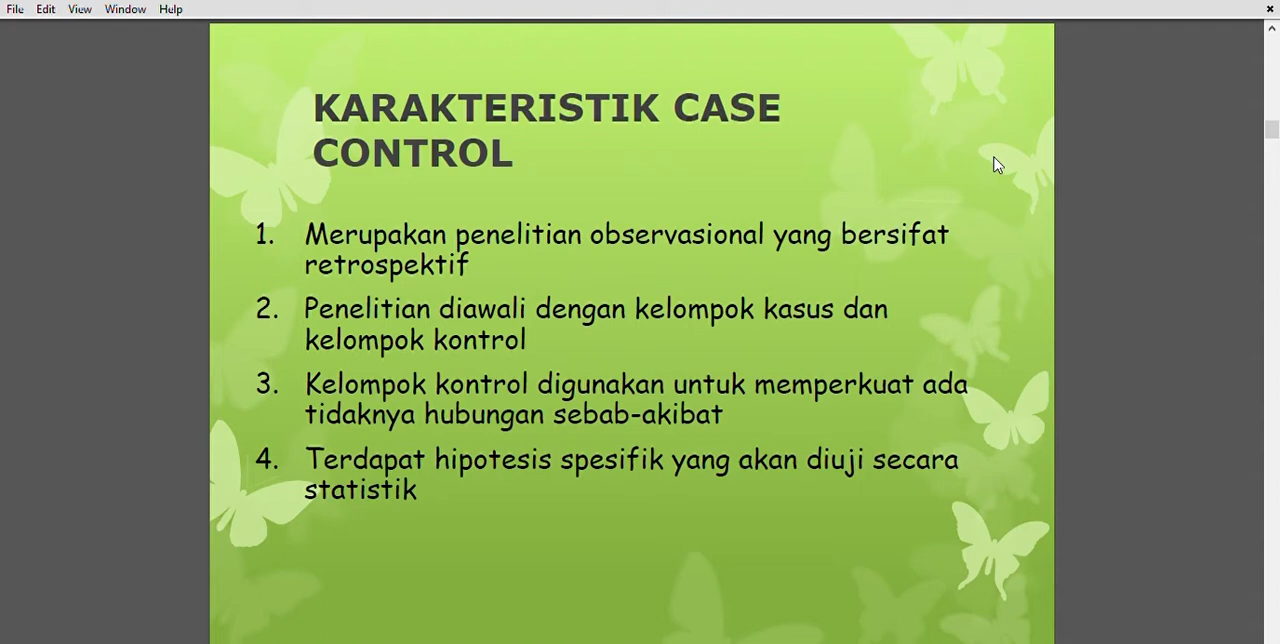 File Edit View Window Help
KARAKTERISTIK CASE
CONTROL
1. Merupakan penelitian observasional yang bersifat
retrospektif
2. Penelitian diawali dengan kelompok kasus dan
kelompok kontrol
3. Kelompok kontrol digunakan untuk memperkuat ada
tidaknya hubungan sebab-akibat
4. Terdapat hipotesis spesifik yang akan diuji secara
statistik